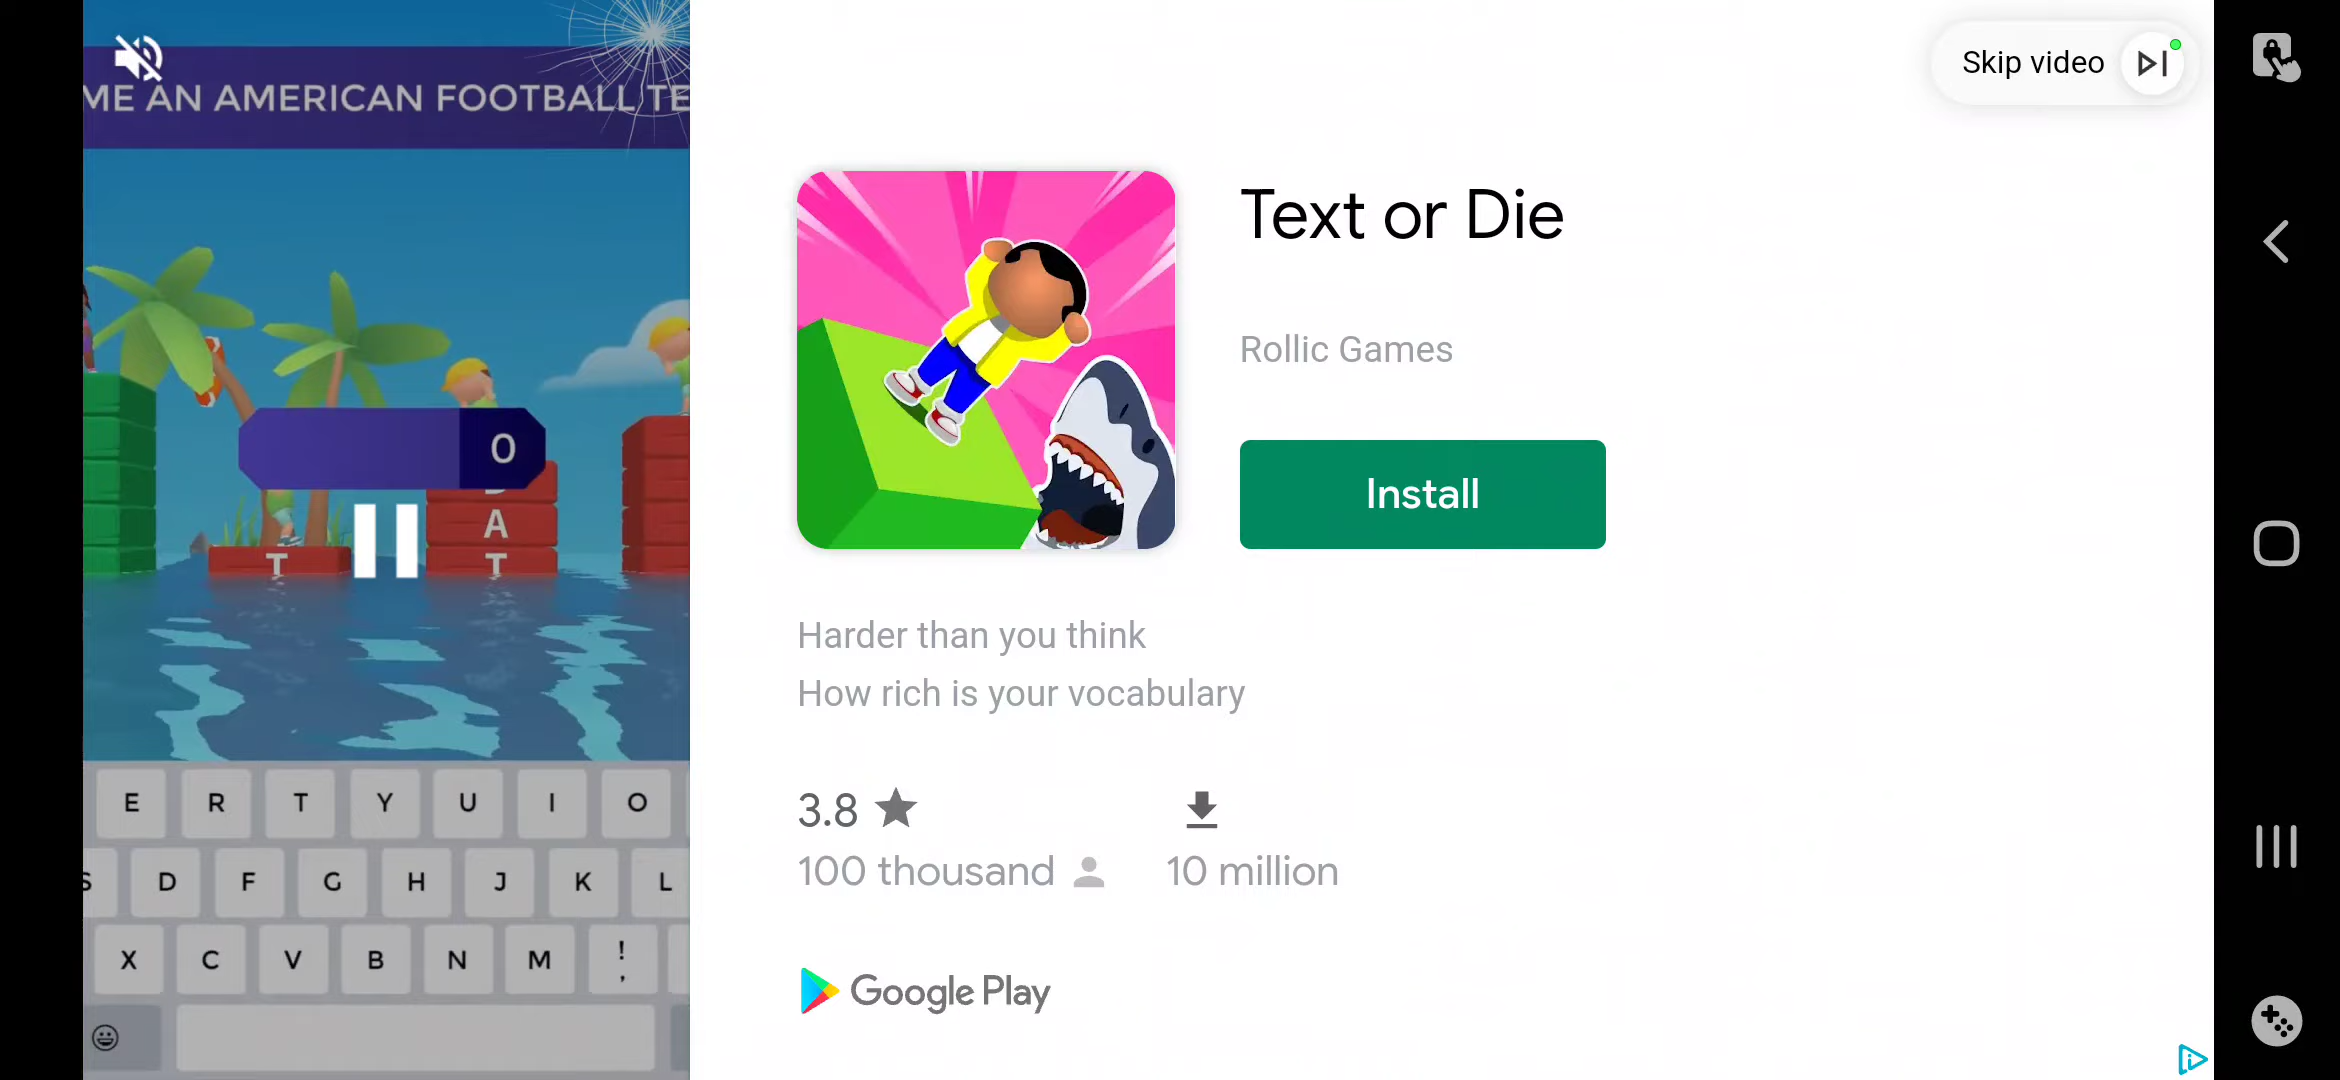 ME AN AMERICAN FOOTBALL TE
Skip video
Text or Die
Rollic Games
Install
0
A
T
T
Harder than you think
How rich is your vocabulary
3.8
100 thousand
10 million
Google Play
E R T Y U I O
S D F G H J K L
X C V B N M ! ,